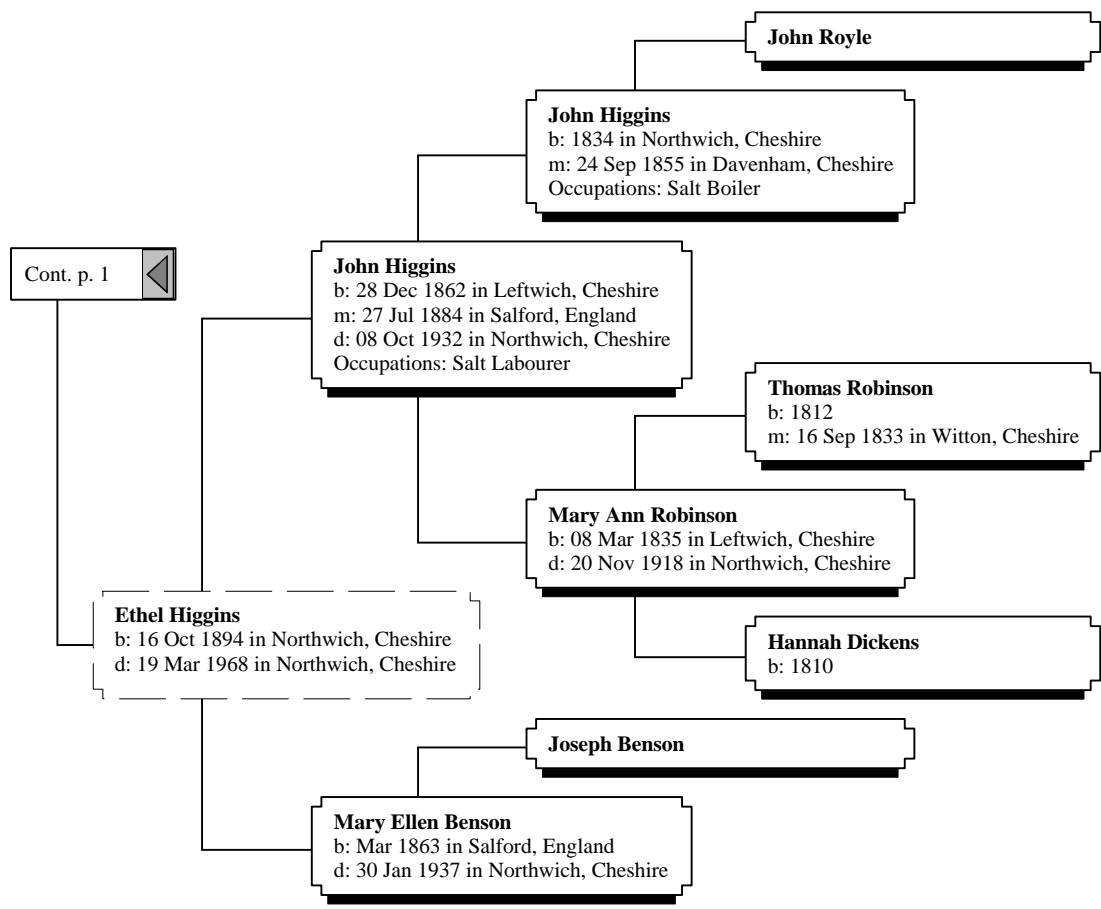 John Royle
John Higgins
b: 1834 in Northwich, Cheshire
m: 24 Sep 1855 in Davenham, Cheshire
Occupations: Salt Boiler
Cont. p. 1
John Higgins
b: 28 Dec 1862 in Leftwich, Cheshire
m: 27 Jul 1884 in Salford, England
d: 08 Oct 1932 in Northwich, Cheshire
Occupations: Salt Labourer
Thomas Robinson
b: 1812
m: 16 Sep 1833 in Witton, Cheshire
Mary Ann Robinson
b: 08 Mar 1835 in Leftwich, Cheshire
d: 20 Nov 1918 in Northwich, Cheshire
Ethel Higgins
b: 16 Oct 1894 in Northwich, Cheshire
d: 19 Mar 1968 in Northwich, Cheshire
Hannah Dickens
b: 1810
Joseph Benson
Mary Ellen Benson
b: Mar 1863 in Salford, England
d: 30 Jan 1937 in Northwich, Cheshire